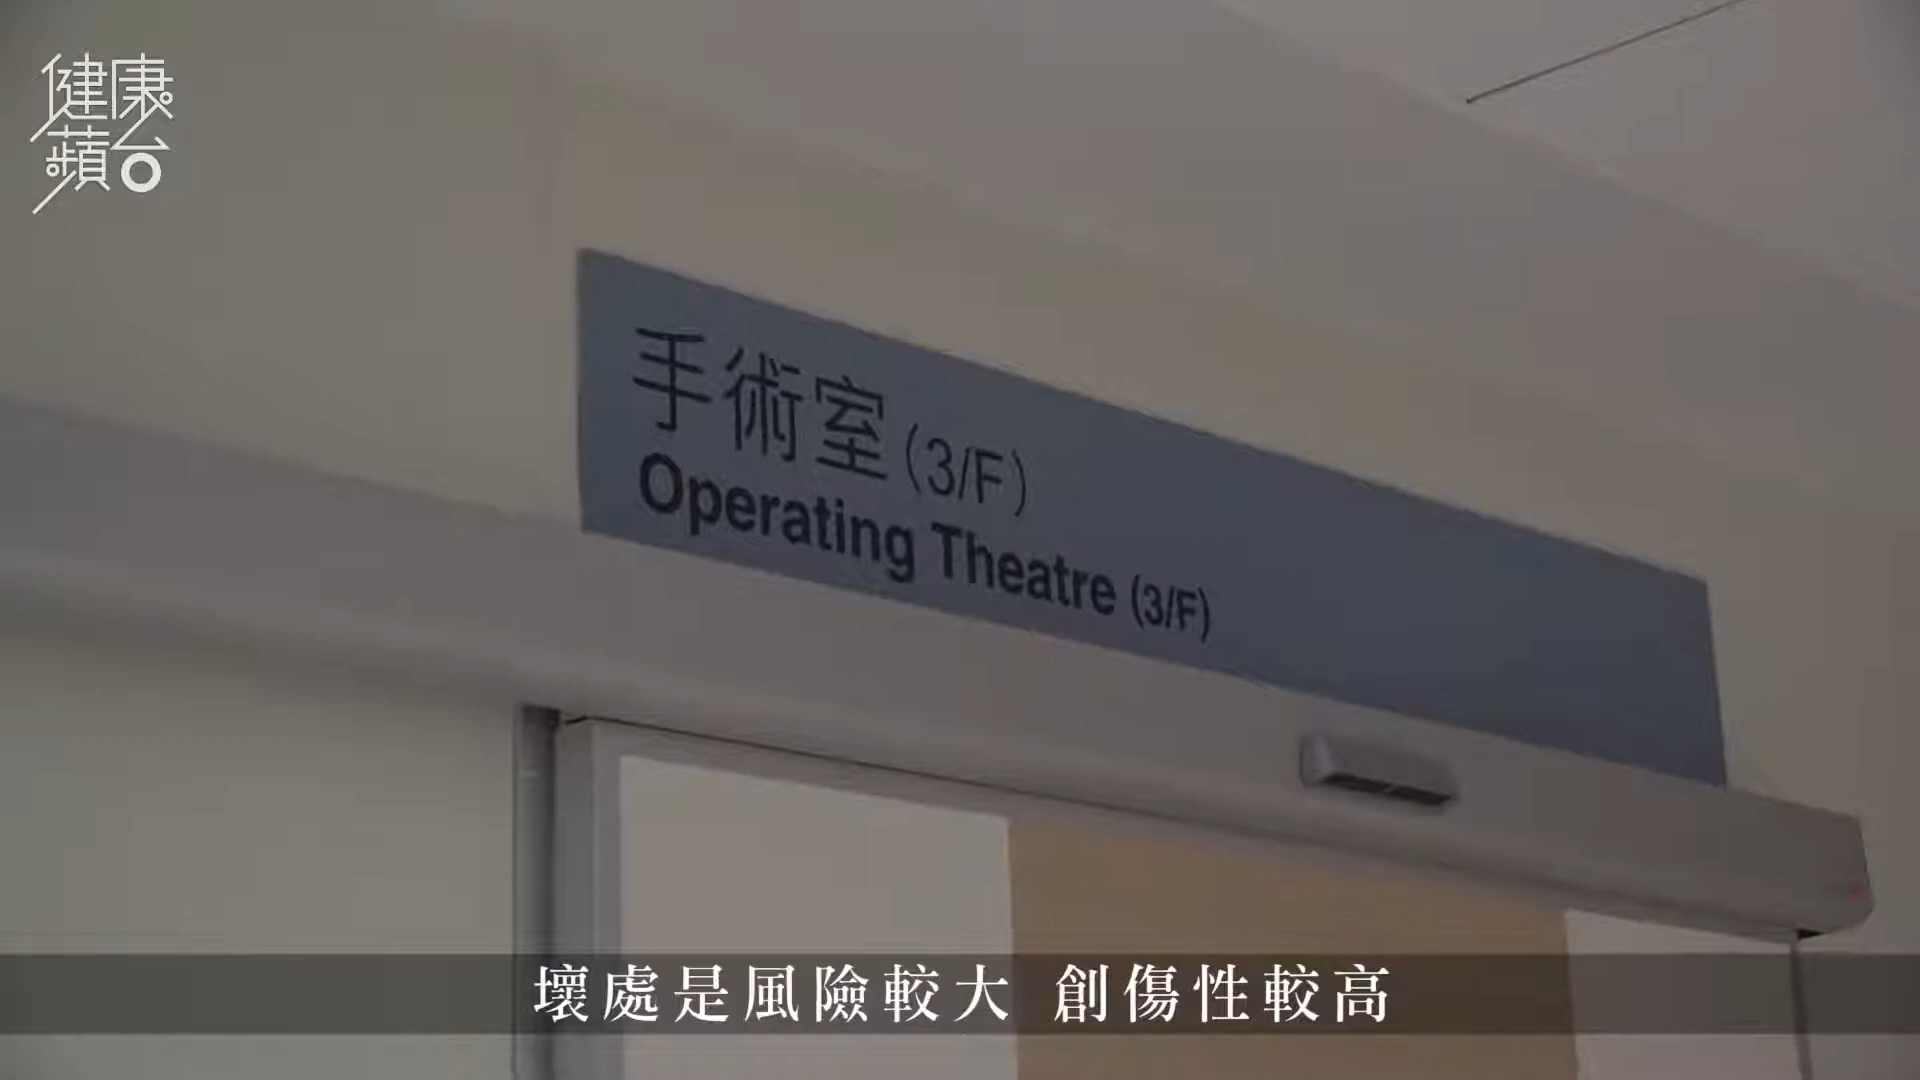 健康
蘋台
手術室 (3/F)
Operating Theatre (3/F)
壞處是風險較大 創傷性較高